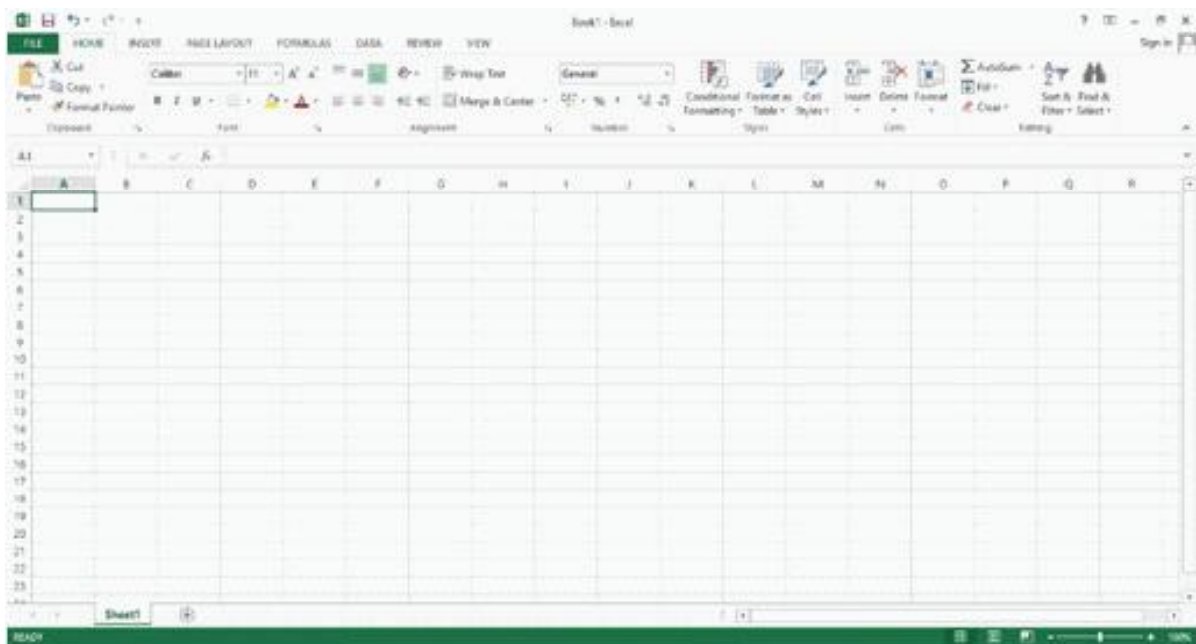 Book1 - Excel
FILE HOME INSERT PAGE LAYOUT FORMULAS DATA REVIEW VIEW Sign in
Cut
Copy
Format Painter
Paste
Calibri 11
B I U
Wrap Text
Merge & Center
General
%
Conditional Formatting
Format as Table
Cell Styles
Insert Delete Format
AutoSum
Fill
Clear
Sort & Filter
Find & Select
Clipboard Font Alignment Number Styles Cells Editing
A1 fx
A B C D E F G H I J K L M N O P Q R
1
2
3
4
5
6
7
8
9
10
11
12
13
14
15
16
17
18
19
20
21
22
23
Sheet1
READY 100%